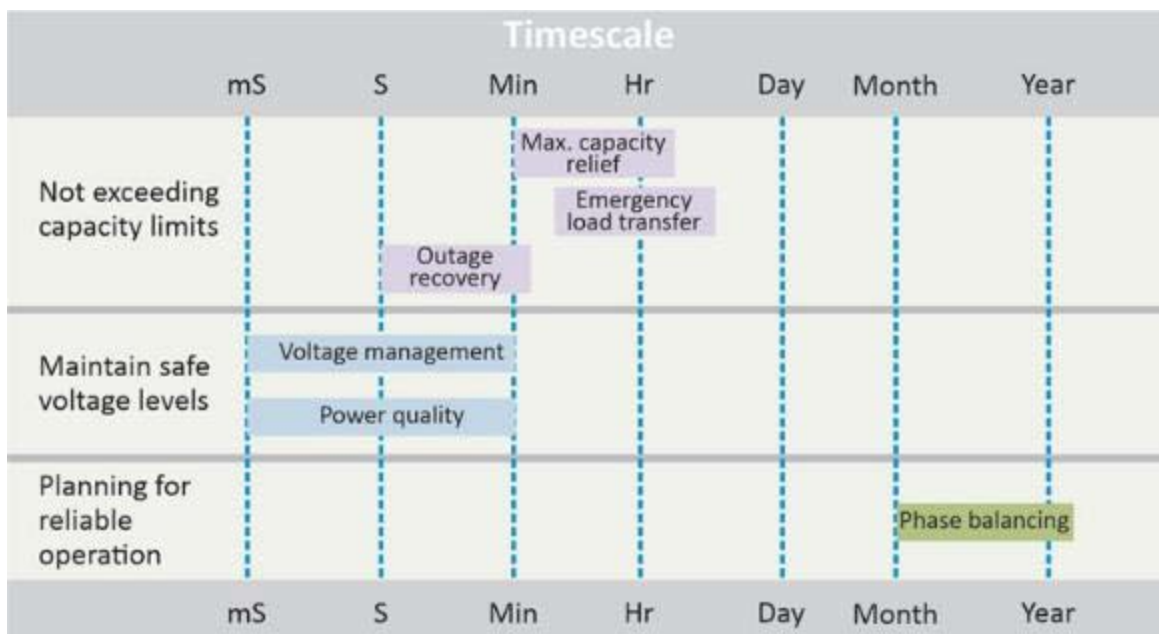 Timescale
mS S Min Hr Day Month Year
Not exceeding
capacity limits
Max. capacity
relief
Emergency
load transfer
Outage
recovery
Maintain safe
voltage levels
Voltage management
Power quality
Planning for
reliable
operation
Phase balancing
mS S Min Hr Day Month Year